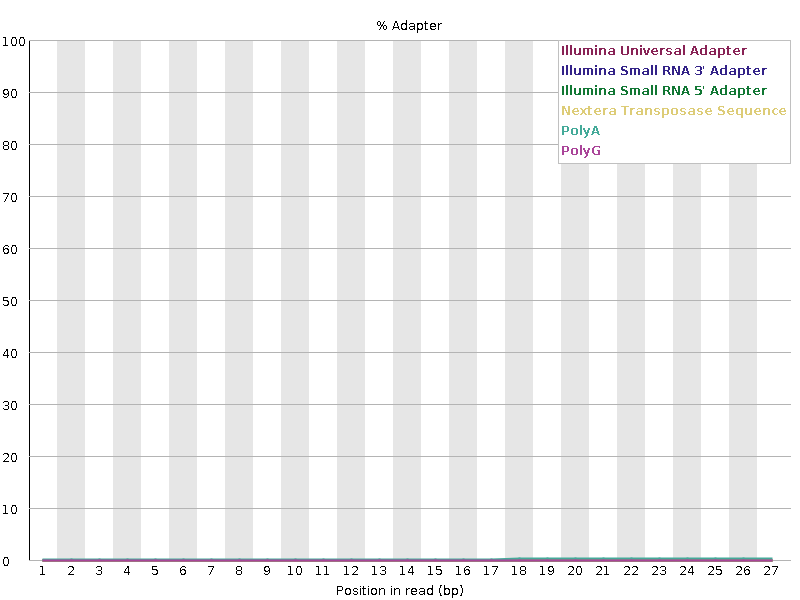 % Adapter
100
90
80
70
60
50
40
30
20
10
0
Illumina Universal Adapter
Illumina Small RNA 3' Adapter
Illumina Small RNA 5' Adapter
Nextera Transposase Sequence
PolyA
PolyG
1 2 3 4 5 6 7 8 9 10 11 12 13 14 15 16 17 18 19 20 21 22 23 24 25 26 27
Position in read (bp)